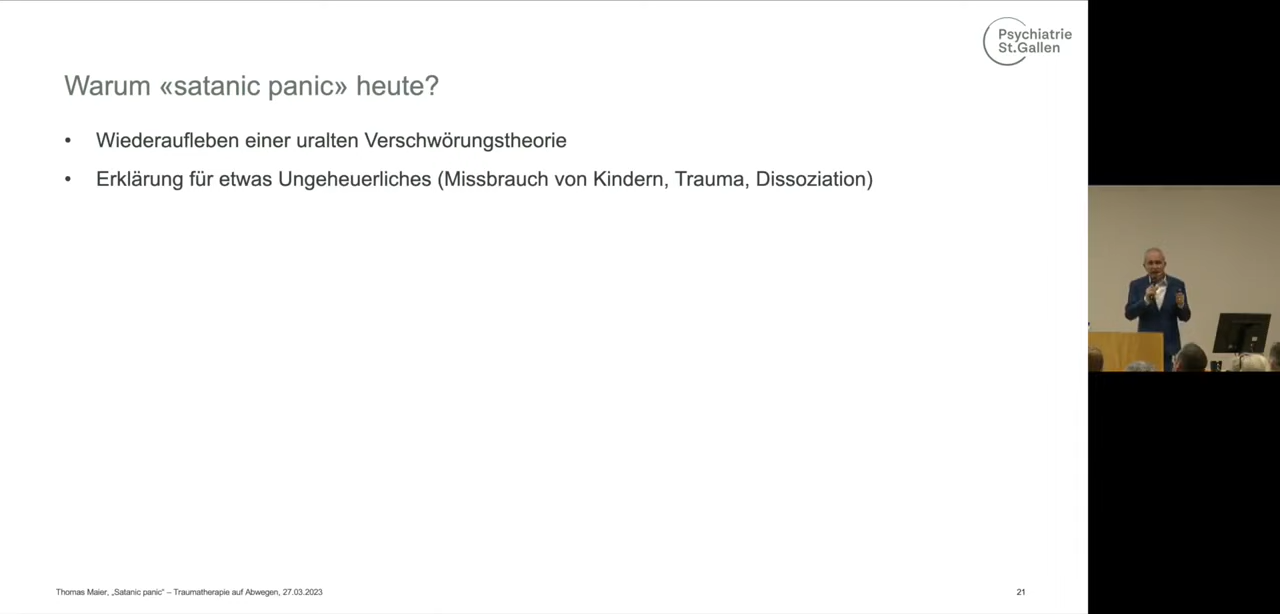 Psychiatrie
St.Gallen
Warum «satanic panic» heute?
• Wiederaufleben einer uralten Verschwörungstheorie
• Erklärung für etwas Ungeheuerliches (Missbrauch von Kindern, Trauma, Dissoziation)
Thomas Maier, „Satanic panic“ – Traumatherapie auf Abwegen, 27.03.2023
21